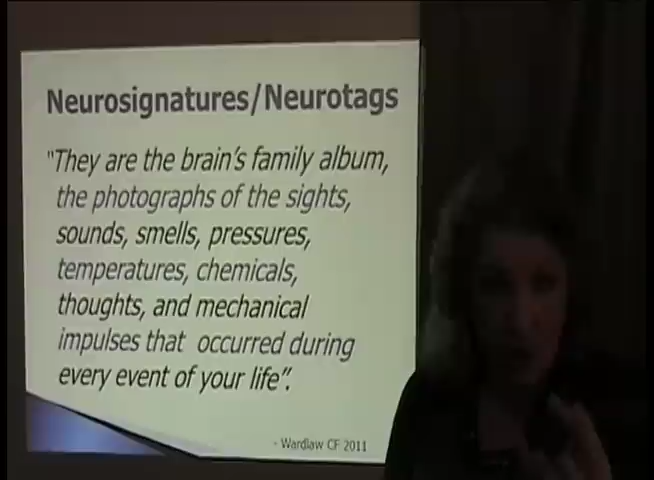 Neurosignatures/Neurotags
"They are the brain's family album,
the photographs of the sights,
sounds, smells, pressures,
temperatures, chemicals,
thoughts, and mechanical
impulses that occurred during
every event of your life".
- Wardlaw CF 2011